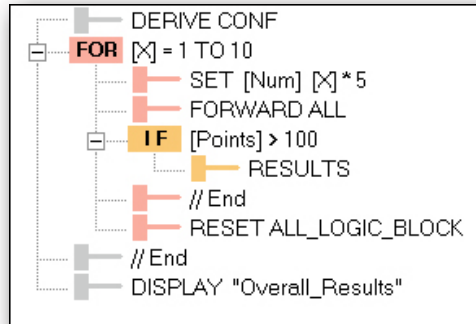 DERIVE CONF
FOR [X] = 1 TO 10
SET [Num] [X] * 5
FORWARD ALL
IF [Points] > 100
RESULTS
// End
RESET ALL_LOGIC_BLOCK
// End
DISPLAY "Overall_Results"